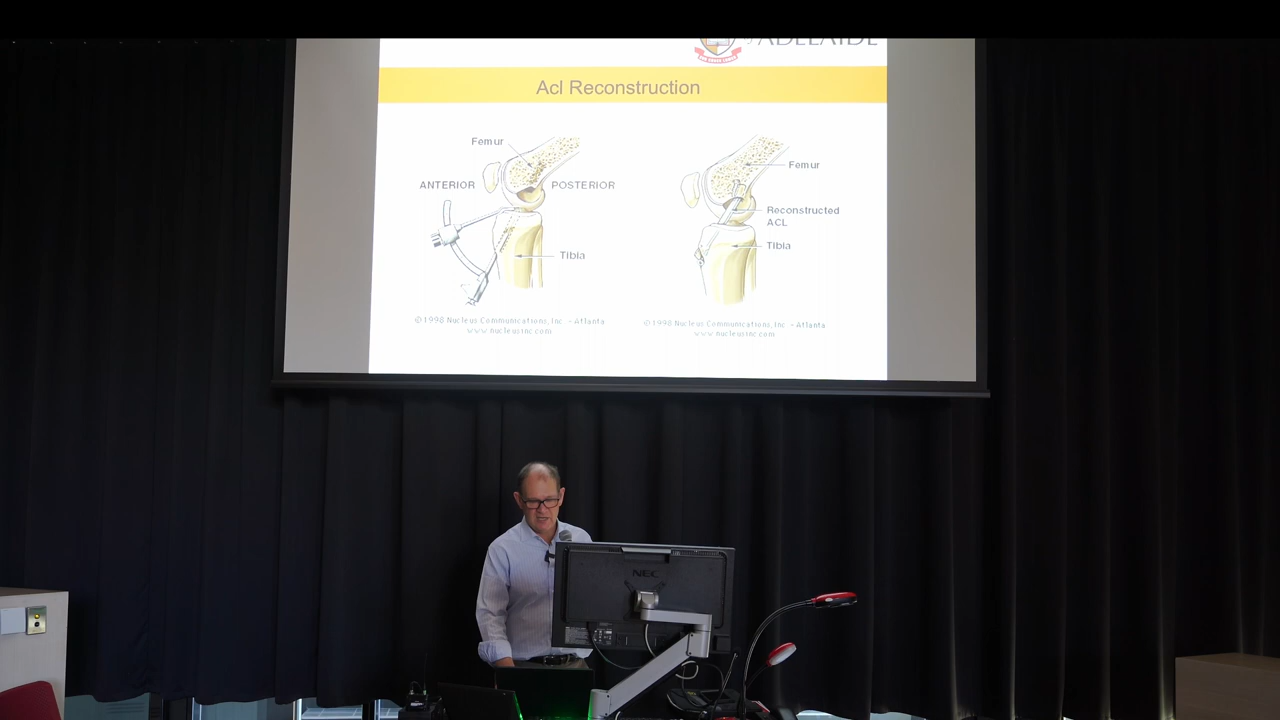 ADELAIDE
Acl Reconstruction
Femur
ANTERIOR
POSTERIOR
Tibia
©1998 Nucleus Communications, Inc. - Atlanta
www.nucleusinc.com
Femur
Reconstructed
ACL
Tibia
©1998 Nucleus Communications, Inc. - Atlanta
www.nucleusinc.com
NEC